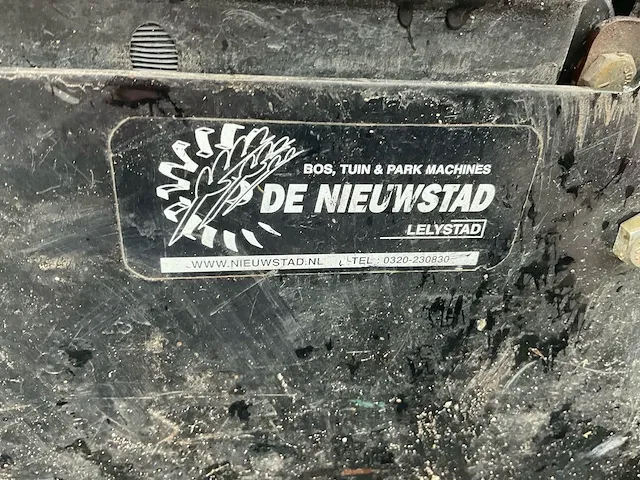 BOS, TUIN & PARK MACHINES
DE NIEUWSTAD
LELYSTAD
WWW.NIEUWSTAD.NL TEL : 0320-230830